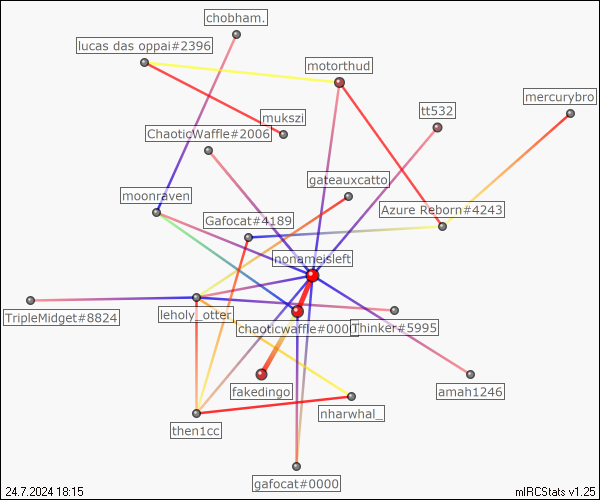 chobham.
lucas das oppai#2396
motorthud
mercurybro
tt532
mukszi
ChaoticWaffle#2006
gateauxcatto
moonraven
Azure Reborn#4243
Gafocat#4189
nonameisleft
TripleMidget#8824
leholy_otter
chaoticwaffle#000
Thinker#5995
fakedingo
amah1246
nharwhal_
then1cc
gafocat#0000
24.7.2024 18:15
mIRCStats v1.25